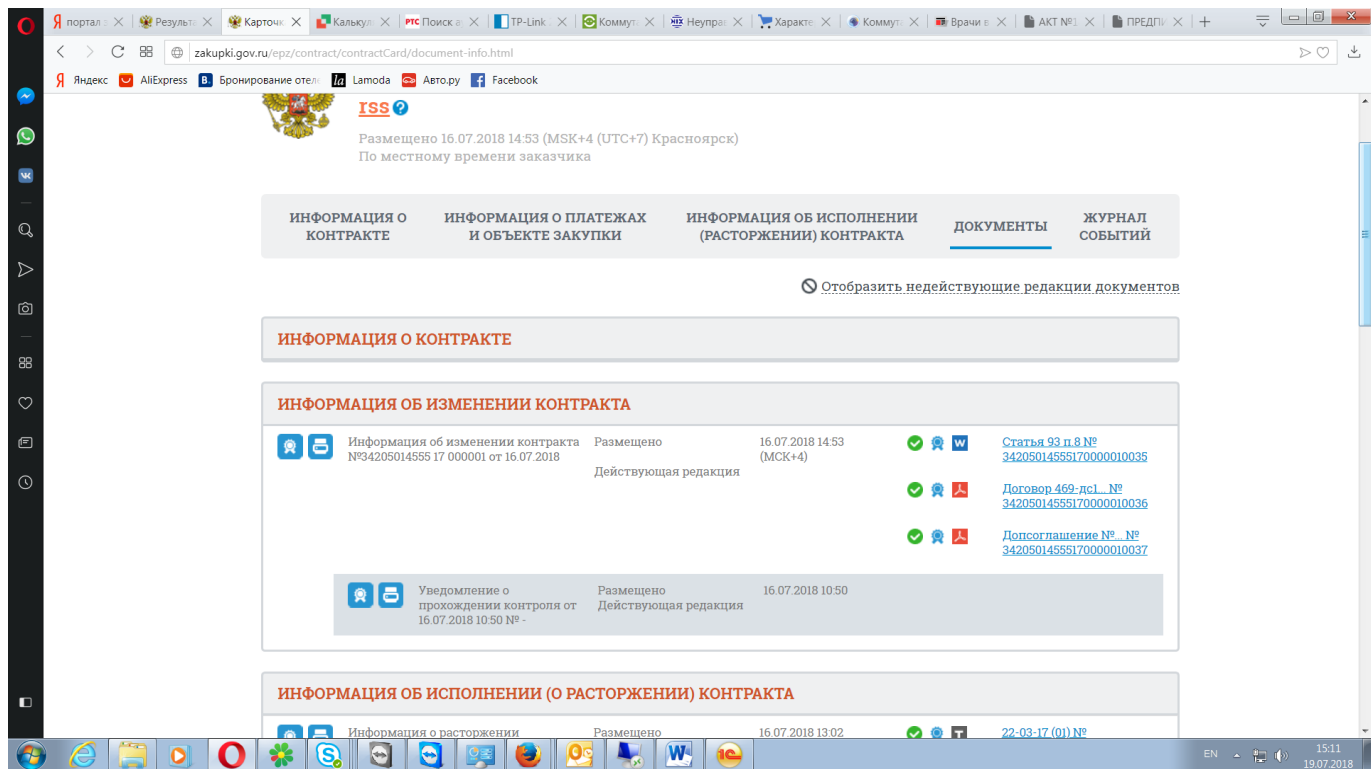 портал
Результа
Карточк
Кальку
РТС Поиск а
TP-Link
Коммут
Неупра
Характе
Коммута
Врачи в
АКТ №1
ПРЕДПИ
zakupki.gov.ru/epz/contract/contractCard/document-info.html
Яндекс AliExpress Бронирование отел Lamoda Авто.ру Facebook
rss
Размещено 16.07.2018 14:53 (MSK+4 (UTC+7) Красноярск)
По местному времени заказчика
ИНФОРМАЦИЯ О
КОНТРАКТЕ
ИНФОРМАЦИЯ О ПЛАТЕЖАХ
И ОБЪЕКТЕ ЗАКУПКИ
ИНФОРМАЦИЯ ОБ ИСПОЛНЕНИИ
(РАСТОРЖЕНИИ) КОНТРАКТА
ДОКУМЕНТЫ
ЖУРНАЛ
СОБЫТИЙ
Отобразить недействующие редакции документов
ИНФОРМАЦИЯ О КОНТРАКТЕ
ИНФОРМАЦИЯ ОБ ИЗМЕНЕНИИ КОНТРАКТА
Информация об изменении контракта
№34205014555 17 000001 от 16.07.2018
Размещено
Действующая редакция
16.07.2018 14:53
(МСК+4)
Статья 93 п.8 №
34205014555170000010035
Договор 469-дс1... №
34205014555170000010036
Допсоглашение №... №
34205014555170000010037
Уведомление о
прохождении контроля от
16.07.2018 10:50 № -
Размещено
Действующая редакция
16.07.2018 10:50
ИНФОРМАЦИЯ ОБ ИСПОЛНЕНИИ (О РАСТОРЖЕНИИ) КОНТРАКТА
Информация о расторжении
Размещено
16.07.2018 13:02
22-03-17 (01) №
EN
15:11
19.07.2018